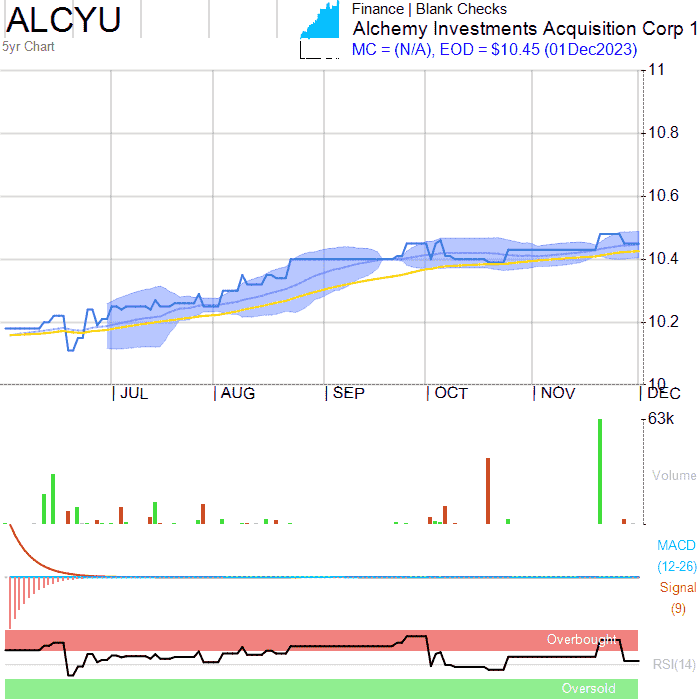 ALCYU
Finance | Blank Checks
Alchemy Investments Acquisition Corp 1
5yr Chart
MC = (N/A), EOD = $10.45 (01Dec2023)
11
10.8
10.6
10.4
10.2
10
JUL AUG SEP OCT NOV DEC
63k
Volume
MACD
(12-26)
Signal
(9)
Overbought
RSI(14)
Oversold